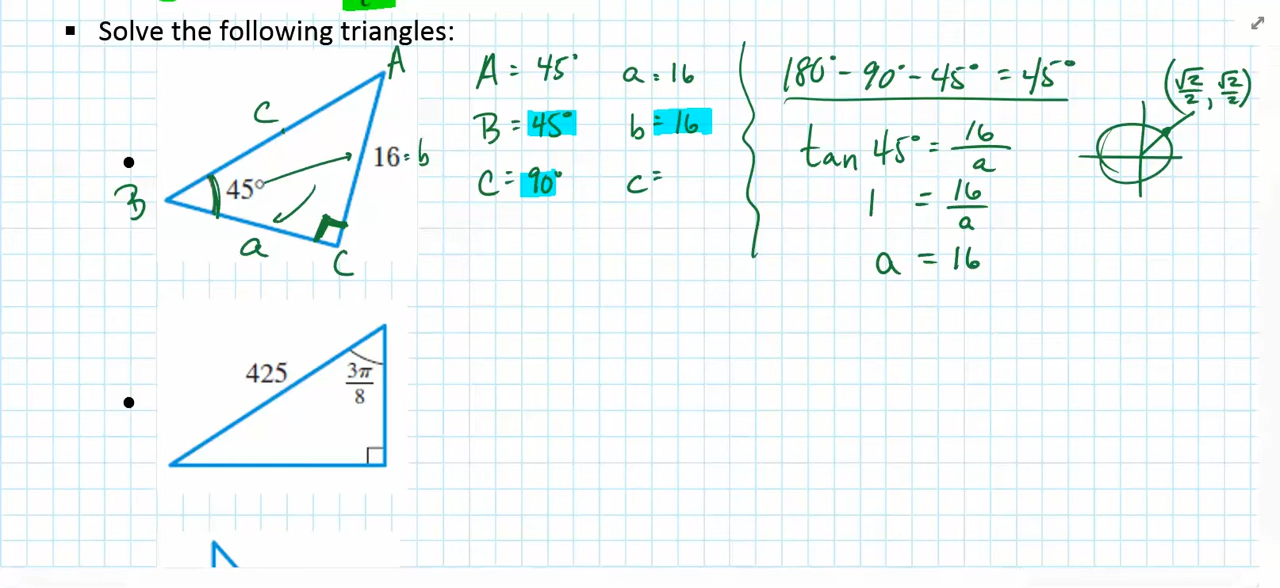 ▪ Solve the following triangles:
A
c
16 = b
45°
B
a
C
A = 45° a = 16
B = 45° b = 16
C = 90° c =
180° - 90° - 45° = 45°
tan 45° = 16/a
1 = 16/a
a = 16
(√2/2, √2/2)
425
3π/8